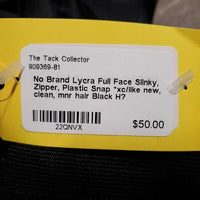 The Tack Collector
909369-81
No Brand Lycra Full Face Slinky,
Zipper, Plastic Snap *xc/like new,
clean, mnr hair Black H?
22QNVX
$50.00